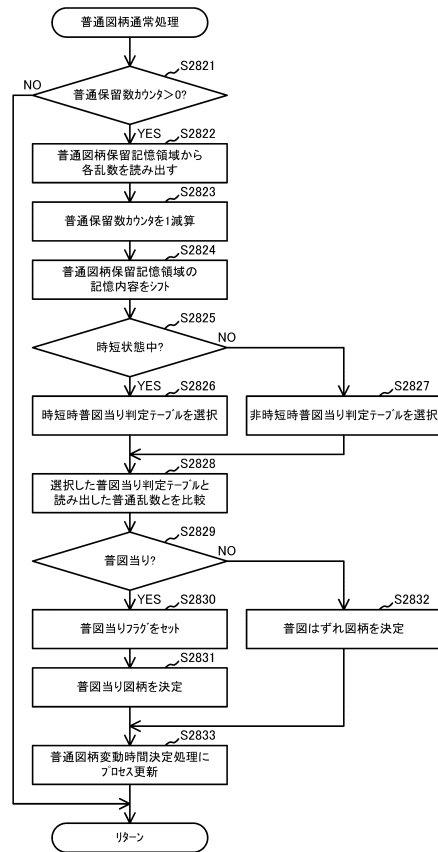 普通図柄通常処理
S2821
NO
普通保留数カウンタ>0?
YES
S2822
普通図柄保留記憶領域から
各乱数を読み出す
S2823
普通保留数カウンタを1減算
S2824
普通図柄保留記憶領域の
記憶内容をシフト
S2825
時短状態中?
NO
YES
S2826
時短時普図当り判定テーブルを選択
S2827
非時短時普図当り判定テーブルを選択
S2828
選択した普図当り判定テーブルと
読み出した普通乱数とを比較
S2829
普図当り?
NO
YES
S2830
普図当りフラグをセット
S2832
普図はずれ図柄を決定
S2831
普図当り図柄を決定
S2833
普通図柄変動時間決定処理に
プロセス更新
リターン